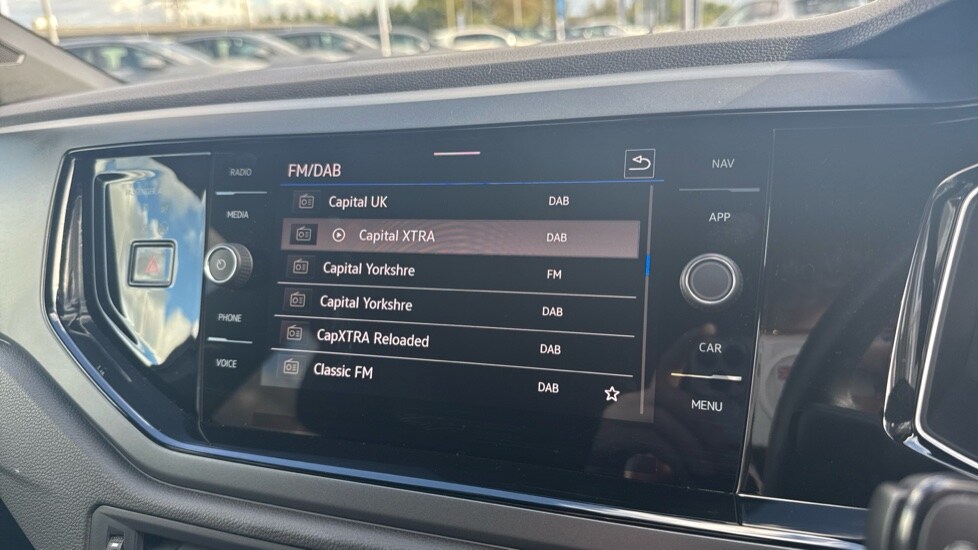 RADIO
MEDIA
PHONE
VOICE
FM/DAB
Capital UK DAB
Capital XTRA DAB
Capital Yorkshre FM
Capital Yorkshre DAB
CapXTRA Reloaded DAB
Classic FM DAB
NAV
APP
CAR
MENU